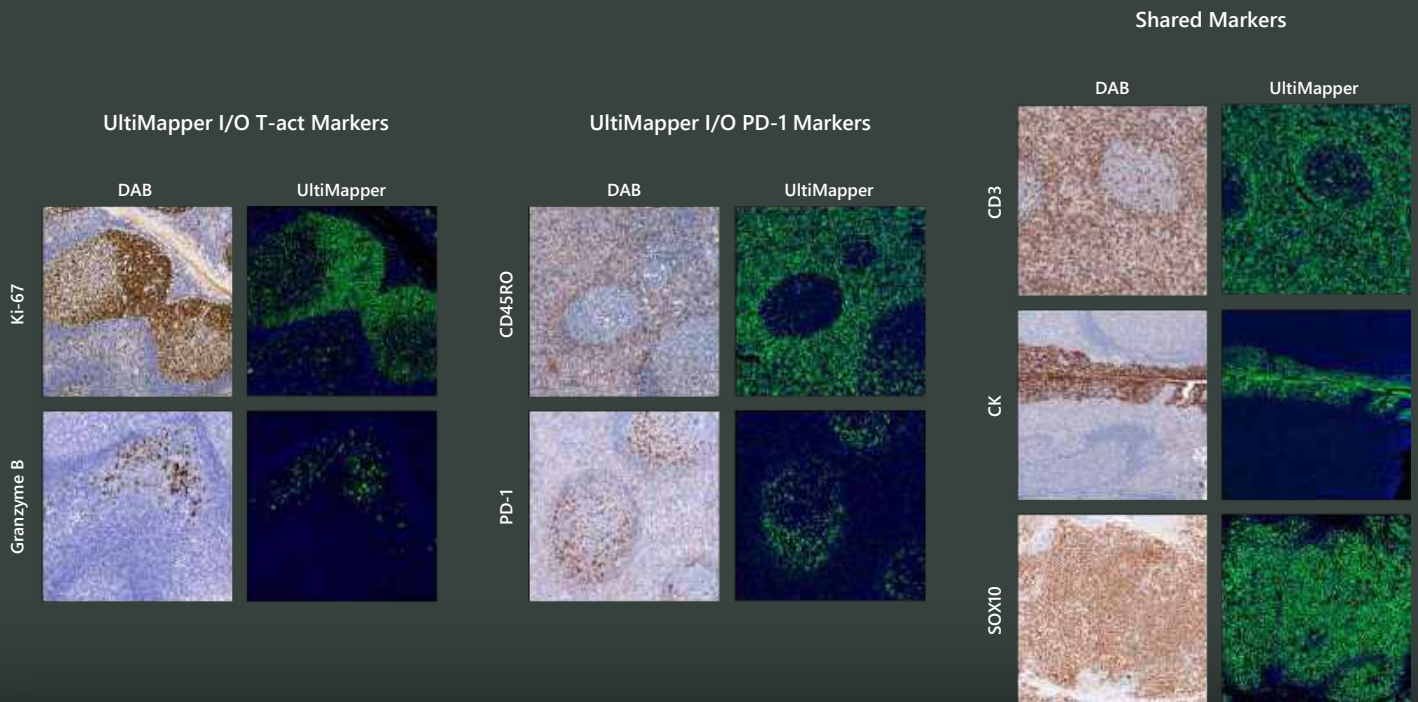 Shared Markers
DAB UltiMapper
UltiMapper I/O T-act Markers
UltiMapper I/O PD-1 Markers
DAB UltiMapper
DAB UltiMapper
Ki-67
Granzyme B
CD45RO
PD-1
CD3
CK
SOX10